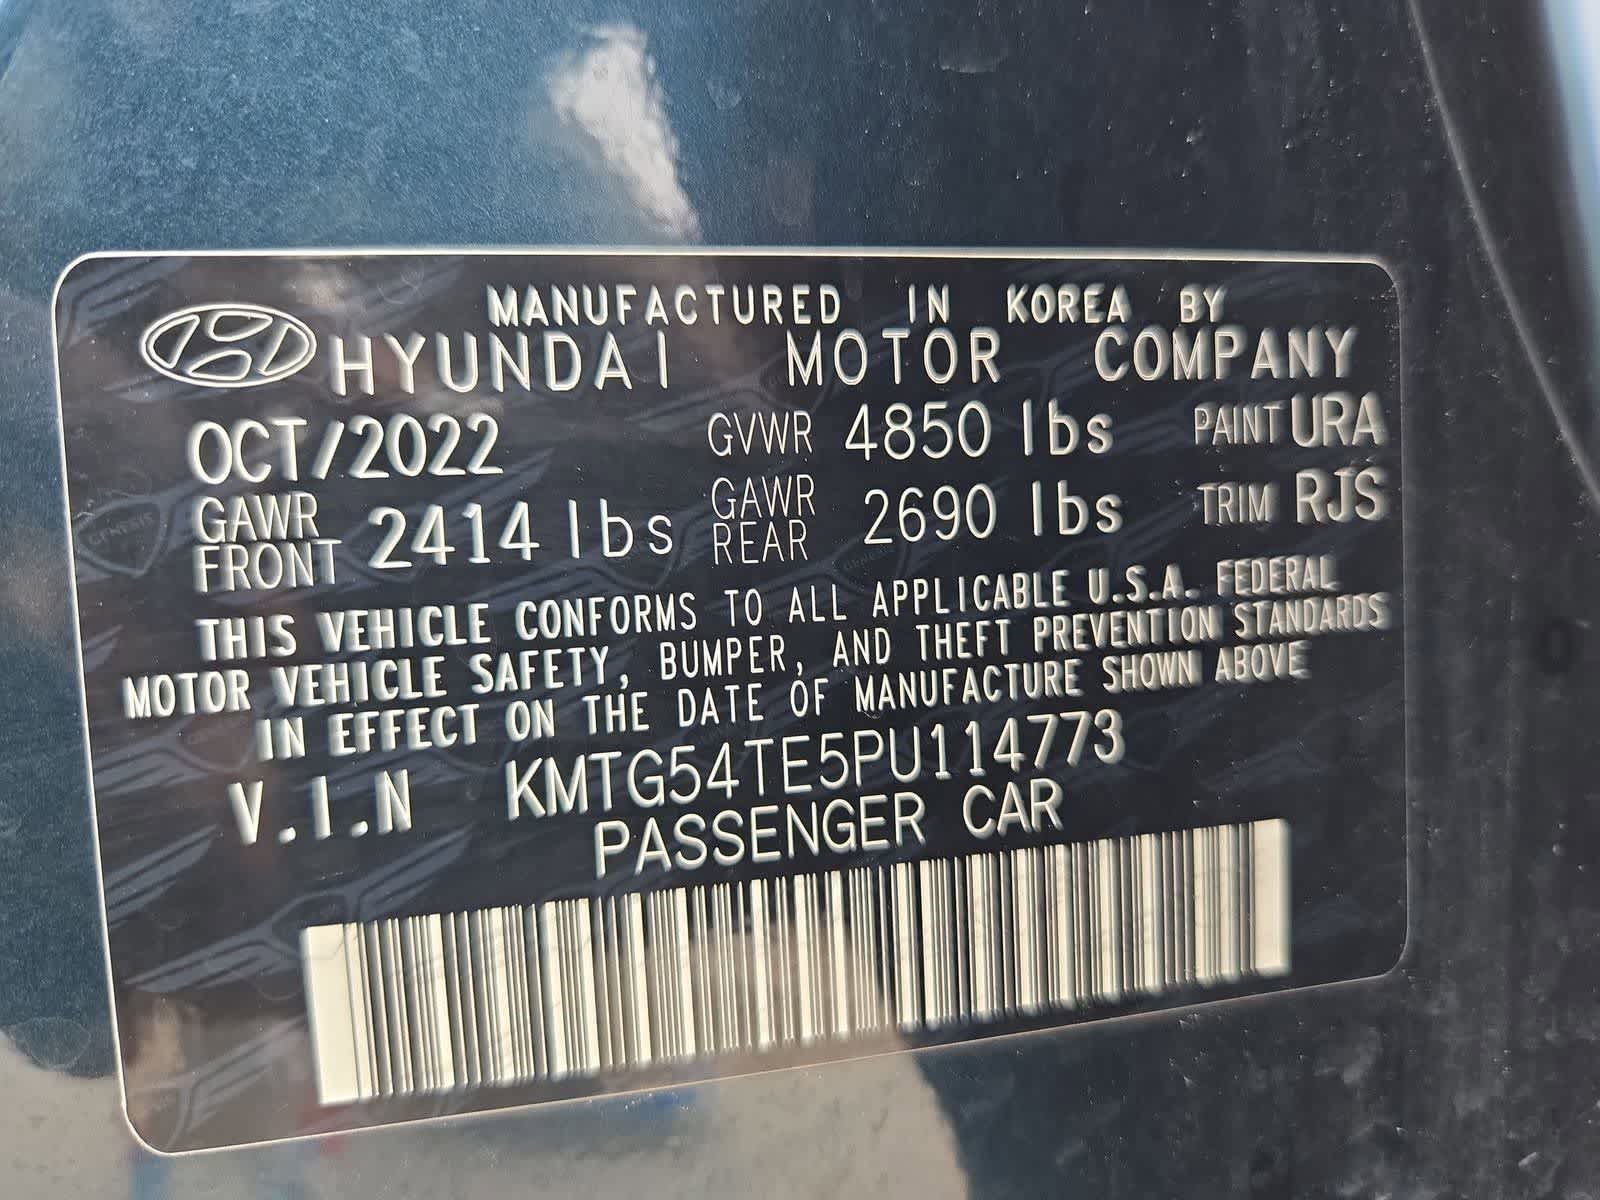 MANUFACTURED IN KOREA BY
HYUNDAI MOTOR COMPANY
OCT/2022 GVWR 4850 lbs PAINT URA
GAWR FRONT 2414 lbs GAWR REAR 2690 lbs TRIM RJS
THIS VEHICLE CONFORMS TO ALL APPLICABLE U.S.A. FEDERAL
MOTOR VEHICLE SAFETY, BUMPER, AND THEFT PREVENTION STANDARDS
IN EFFECT ON THE DATE OF MANUFACTURE SHOWN ABOVE
V.I.N KMTG54TE5PU114773
PASSENGER CAR